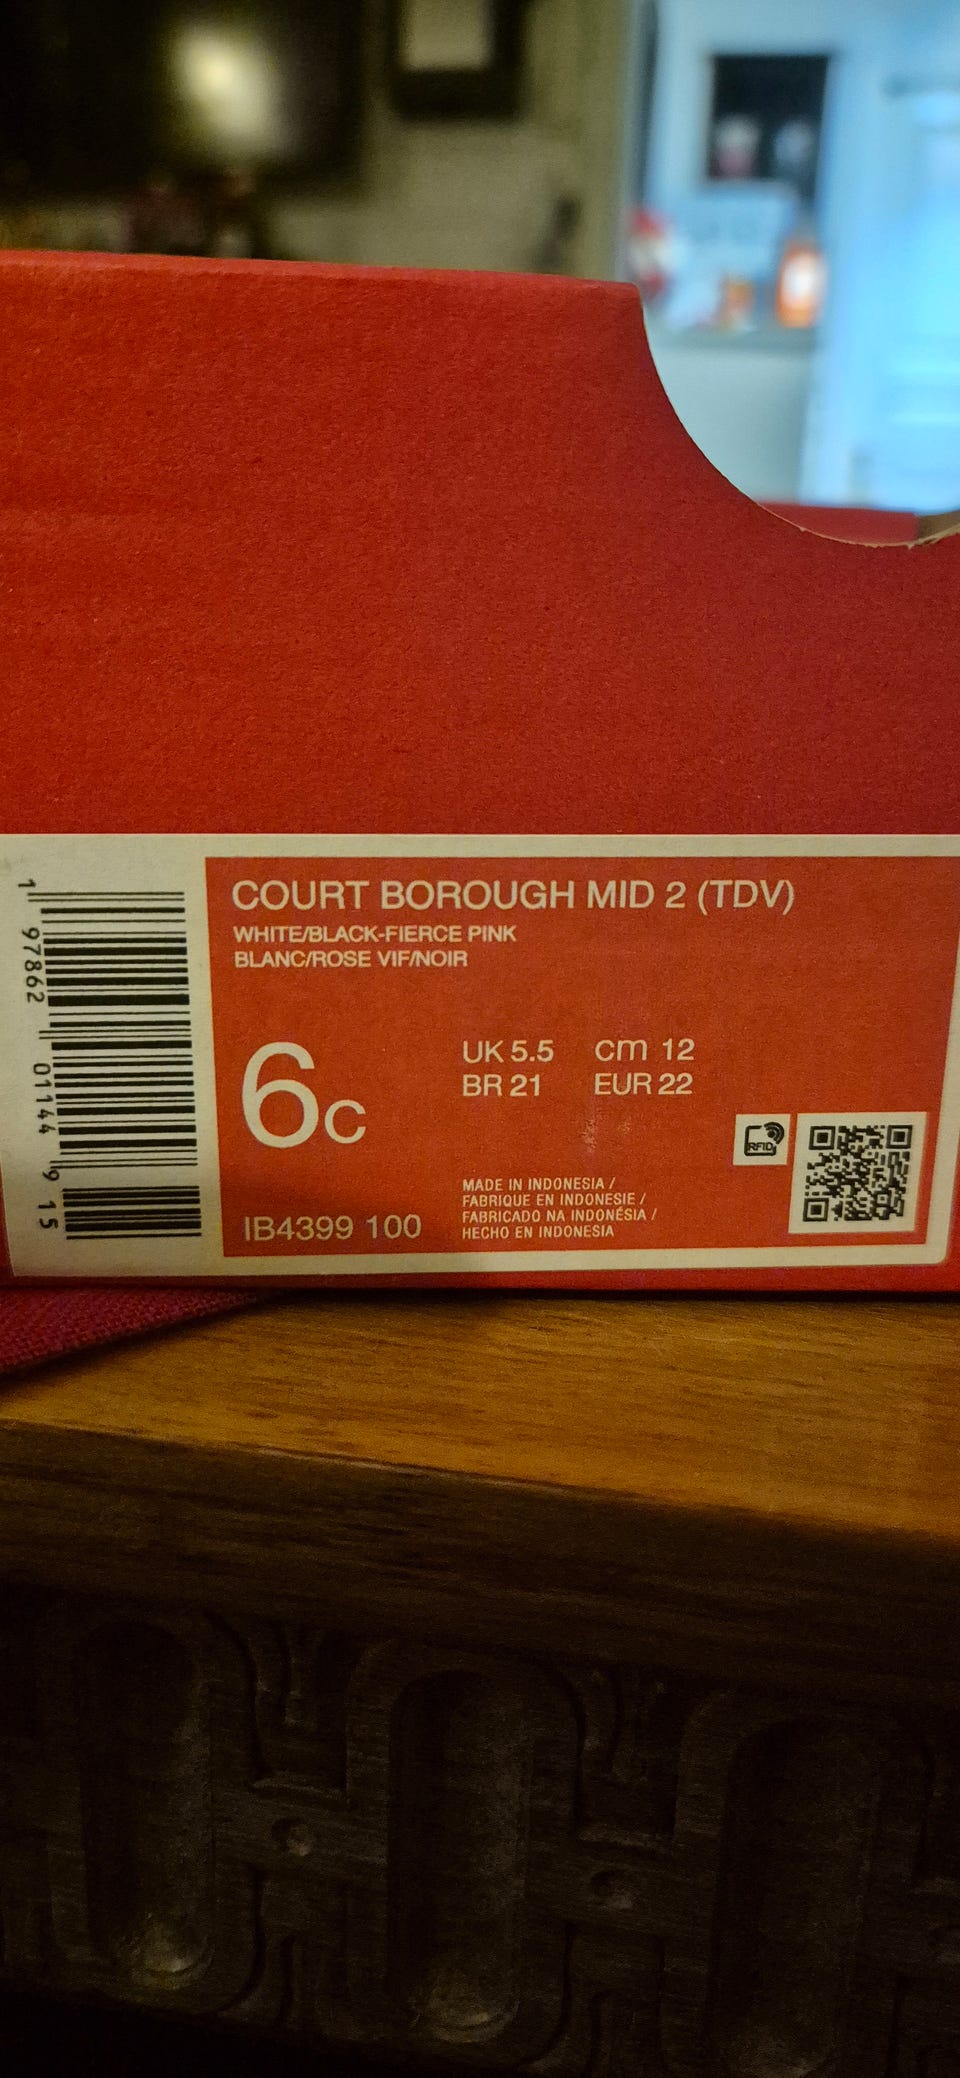 COURT BOROUGH MID 2 (TDV)
WHITE/BLACK-FIERCE PINK
BLANC/ROSE VIF/NOIR
6C
UK 5.5 cm 12
BR 21 EUR 22
IB4399 100
MADE IN INDONESIA /
FABRIQUE EN INDONESIE /
FABRICADO NA INDONÉSIA /
HECHO EN INDONESIA
RFID
1 97862 01144 9 15